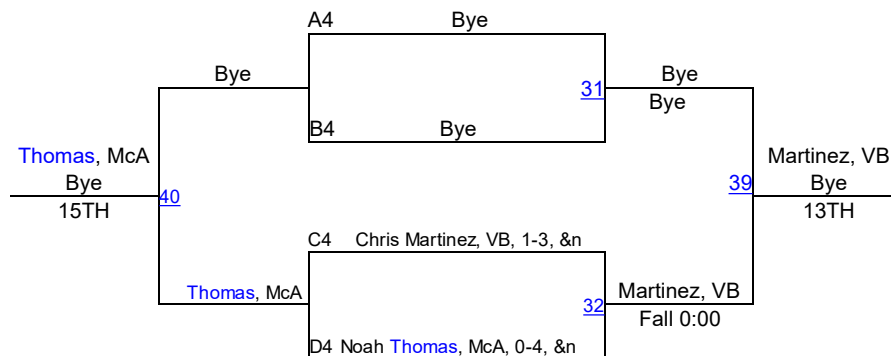 A4 Bye
Bye
31
Bye
Bye
B4 Bye
Thomas, McA
Bye
15TH
40
39
Martinez, VB
Bye
13TH
C4 Chris Martinez, VB, 1-3, &n
Thomas, McA
32
Martinez, VB
Fall 0:00
D4 Noah Thomas, McA, 0-4, &n